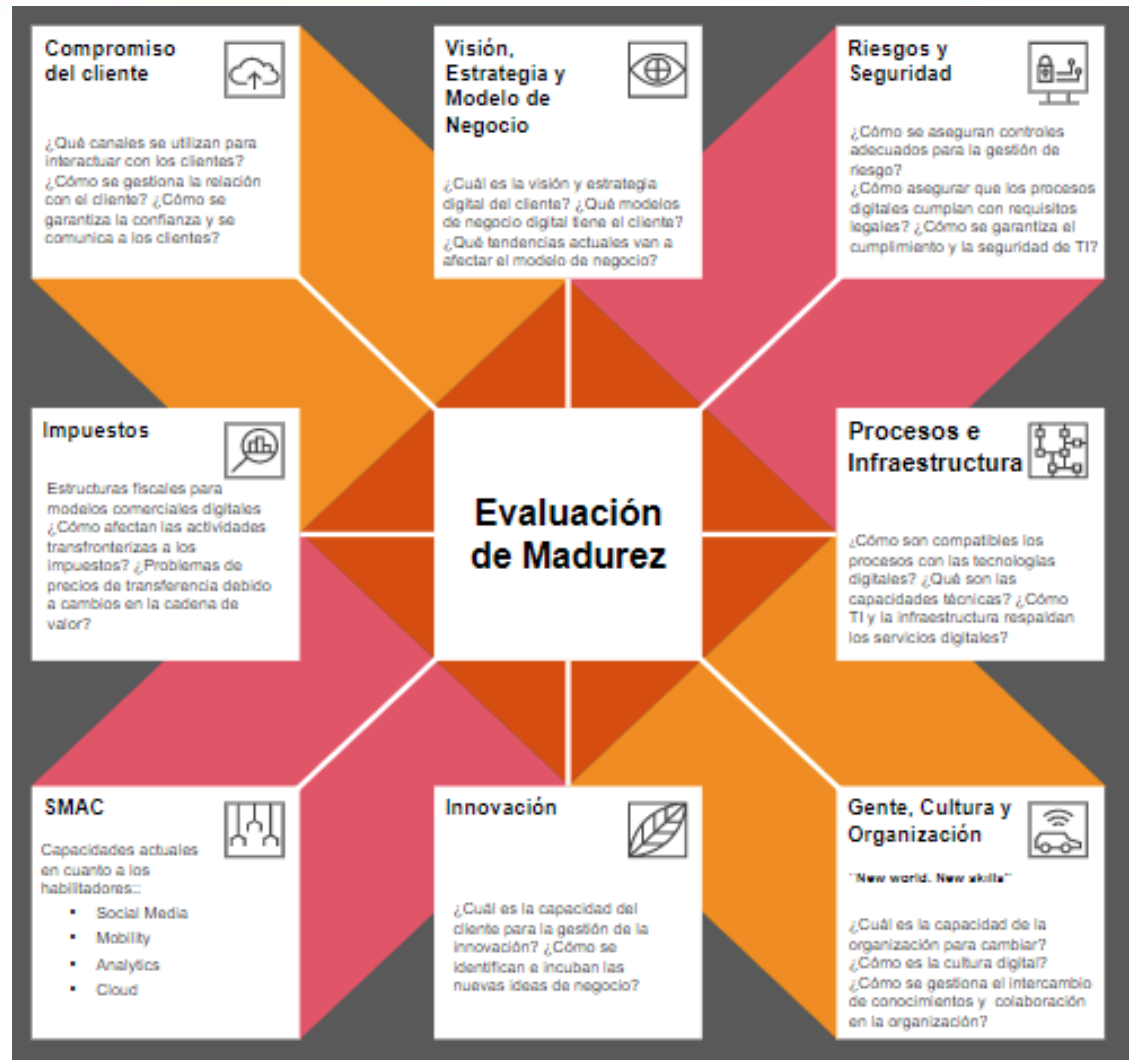 Compromiso
del cliente
¿Qué canales se utilizan para
interactuar con los clientes?
¿Cómo se gestiona la relación
con el cliente? ¿Cómo se
garantiza la confianza y se
comunica a los clientes?
Visión,
Estrategia y
Modelo de
Negocio
¿Cuál es la visión y estrategia
digital del cliente? ¿Qué modelos
de negocio digital tiene el cliente?
¿Qué tendencias actuales van a
afectar el modelo de negocio?
Riesgos y
Seguridad
¿Cómo se aseguran controles
adecuados para la gestión de
riesgo?
¿Cómo asegurar que los procesos
digitales cumplan con requisitos
legales? ¿Cómo se garantiza el
cumplimiento y la seguridad de TI?
Impuestos
Estructuras fiscales para
modelos comerciales digitales
¿Cómo afectan las actividades
transfronterizas a los
impuestos? ¿Problemas de
precios de transferencia debido
a cambios en la cadena de
valor?
Evaluación
de Madurez
Procesos e
Infraestructura
¿Cómo son compatibles los
procesos con las tecnologías
digitales? ¿Qué son las
capacidades técnicas? ¿Cómo
TI y la infraestructura respaldan
los servicios digitales?
SMAC
Capacidades actuales
en cuanto a los
habilitadores::
▪ Social Media
▪ Mobility
▪ Analytics
▪ Cloud
Innovación
¿Cuál es la capacidad del
cliente para la gestión de la
innovación? ¿Cómo se
identifican e incuban las
nuevas ideas de negocio?
Gente, Cultura y
Organización
"New world. New skills"
¿Cuál es la capacidad de la
organización para cambiar?
¿Cómo es la cultura digital?
¿Cómo se gestiona el intercambio
de conocimientos y colaboración
en la organización?